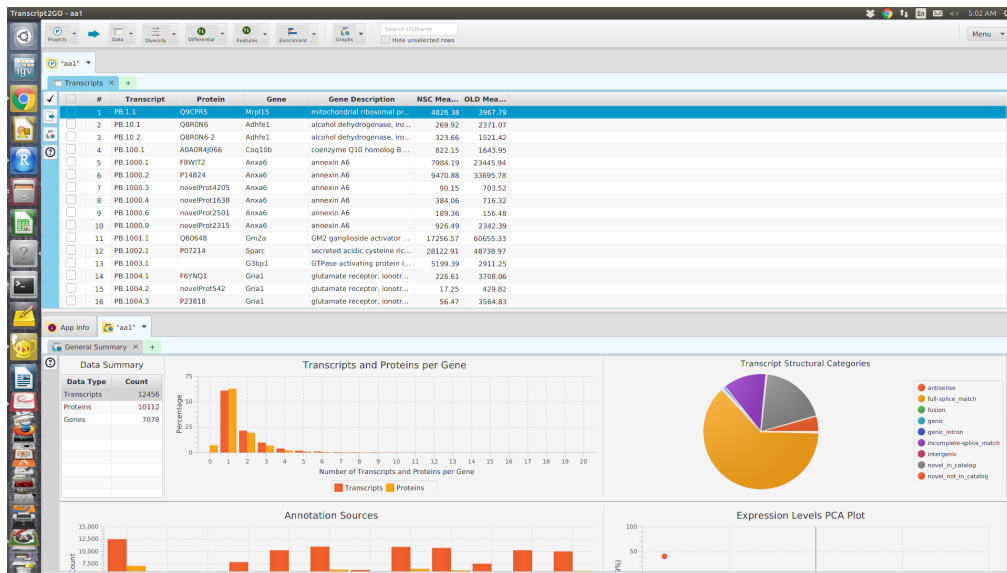 Transcript2GO - aa1
En 5:02 AM
Projects Data Diversity Differential Features Enrichment Graphs Search ID/Name Hide unselected rows Menu
"aa1"
Transcripts × +
# Transcript Protein Gene Gene Description NSC Mea... OLD Mea...
1 PB.1.1 Q9CPR5 Mrpl15 mitochondrial ribosomal pr... 4826.38 3967.79
2 PB.10.1 Q8R0N6 Adhfe1 alcohol dehydrogenase, iro... 269.92 2371.07
3 PB.10.2 Q8R0N6-2 Adhfe1 alcohol dehydrogenase, iro... 323.66 1521.42
4 PB.100.1 A0A0R4J066 Coq10b coenzyme Q10 homolog B ... 822.15 1643.95
5 PB.1000.1 F8WIT2 Anxa6 annexin A6 7984.19 23445.94
6 PB.1000.2 P14824 Anxa6 annexin A6 9470.88 33695.78
7 PB.1000.3 novelProt4205 Anxa6 annexin A6 90.15 703.52
8 PB.1000.4 novelProt1638 Anxa6 annexin A6 384.06 716.32
9 PB.1000.6 novelProt2501 Anxa6 annexin A6 189.36 156.48
10 PB.1000.9 novelProt2315 Anxa6 annexin A6 926.49 2342.39
11 PB.1001.1 Q60648 Gm2a GM2 ganglioside activator ... 17256.57 60655.33
12 PB.1002.1 P07214 Sparc secreted acidic cysteine ric... 28122.91 48738.97
13 PB.1003.1 G3bp1 GTPase activating protein (... 5199.39 2911.25
14 PB.1004.1 F6YNQ1 Gria1 glutamate receptor, ionotr... 226.61 3708.06
15 PB.1004.2 novelProt542 Gria1 glutamate receptor, ionotr... 17.25 429.82
16 PB.1004.3 P23818 Gria1 glutamate receptor, ionotr... 56.47 3564.83
App Info "aa1"
General Summary × +
Data Summary
Data Type Count
Transcripts 12456
Proteins 10112
Genes 7078
Transcripts and Proteins per Gene
Percentage
75
50
25
0
0 1 2 3 4 5 6 7 8 9 10 11 12 13 14 15 16 17 18 19 20
Number of Transcripts and Proteins per Gene
Transcripts Proteins
Transcript Structural Categories
antisense
full-splice_match
fusion
genic
genic_intron
incomplete-splice_match
intergenic
novel_in_catalog
novel_not_in_catalog
Annotation Sources
15,000
12,500
10,000
7,500
Count
Expression Levels PCA Plot
100
50
9%)